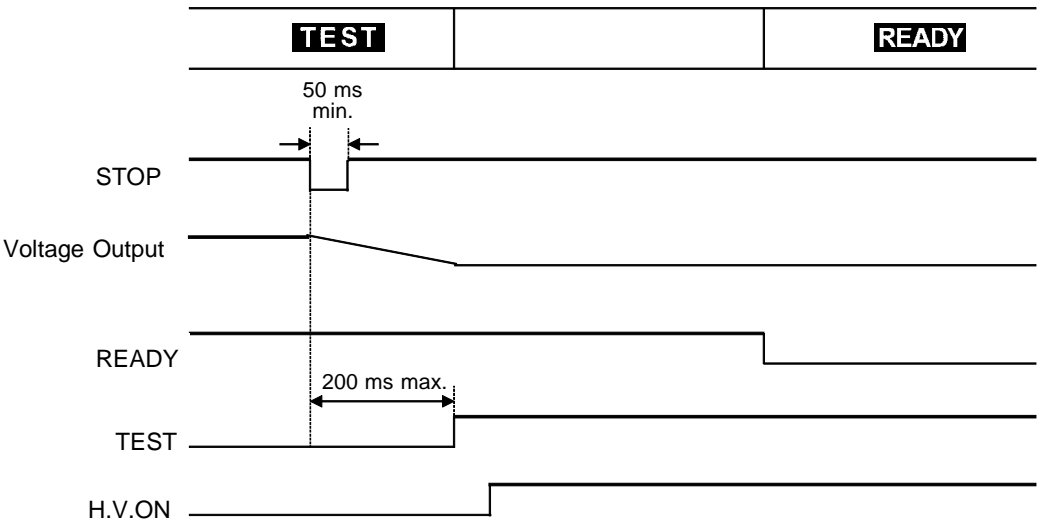 TEST
READY
50 ms
min.
STOP
Voltage Output
READY
200 ms max.
TEST
H.V.ON